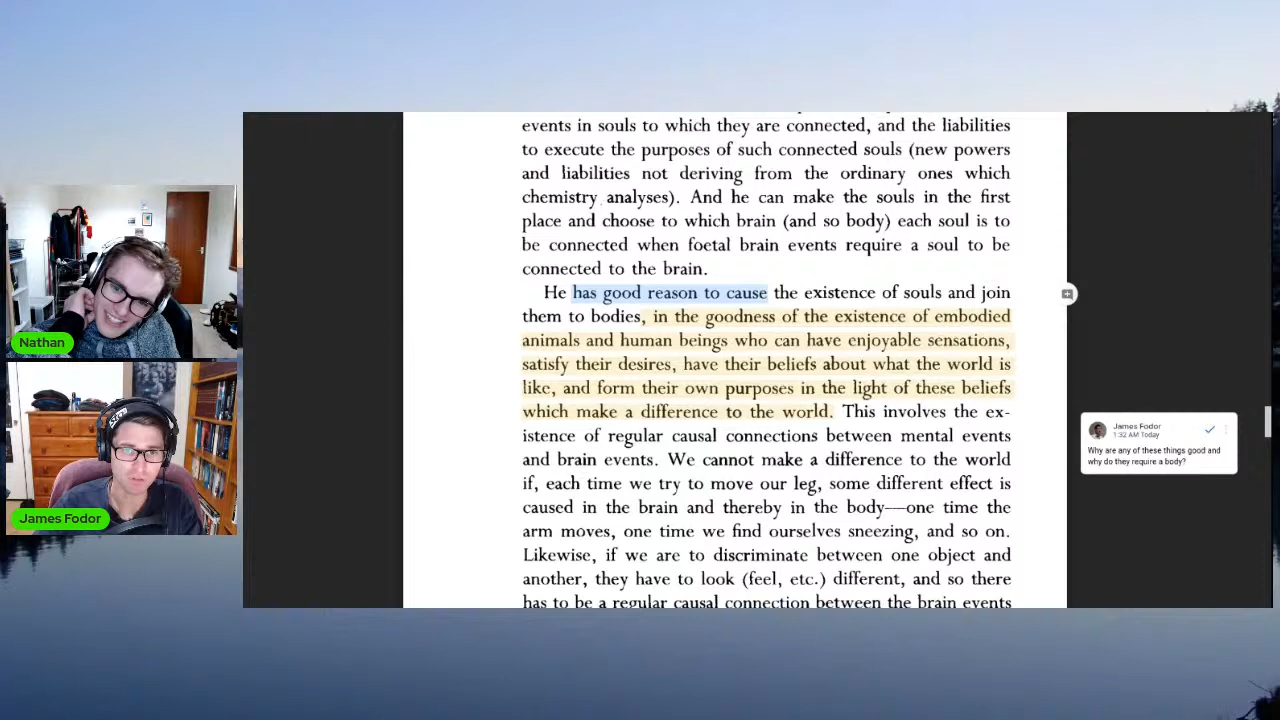 events in souls to which they are connected, and the liabilities
to execute the purposes of such connected souls (new powers
and liabilities not deriving from the ordinary ones which
chemistry analyses). And he can make the souls in the first
place and choose to which brain (and so body) each soul is to
be connected when foetal brain events require a soul to be
connected to the brain.
He has good reason to cause the existence of souls and join
them to bodies, in the goodness of the existence of embodied
animals and human beings who can have enjoyable sensations,
satisfy their desires, have their beliefs about what the world is
like, and form their own purposes in the light of these beliefs
which make a difference to the world. This involves the ex-
istence of regular causal connections between mental events
and brain events. We cannot make a difference to the world
if, each time we try to move our leg, some different effect is
caused in the brain and thereby in the body—one time the
arm moves, one time we find ourselves sneezing, and so on.
Likewise, if we are to discriminate between one object and
another, they have to look (feel, etc.) different, and so there
has to be a regular causal connection between the brain events
Nathan
James Fodor
James Fodor
1:32 AM Today
Why are any of these things good and
why do they require a body?